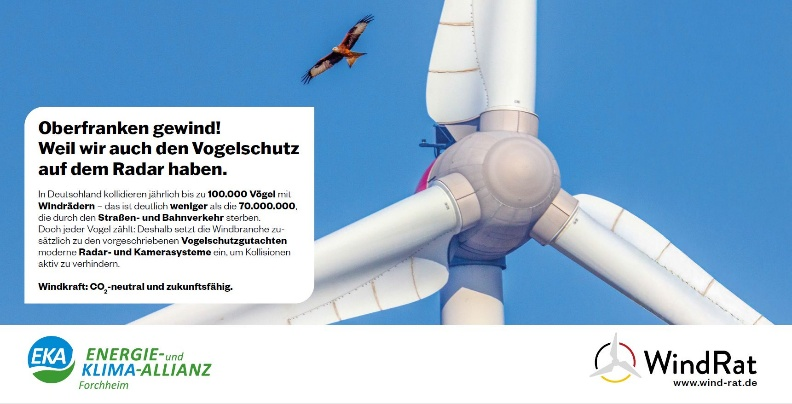 Oberfranken gewind!
Weil wir auch den Vogelschutz
auf dem Radar haben.
In Deutschland kollidieren jährlich bis zu 100.000 Vögel mit
Windrädern – das ist deutlich weniger als die 70.000.000,
die durch den Straßen- und Bahnverkehr sterben.
Doch jeder Vogel zählt: Deshalb setzt die Windbranche zu-
sätzlich zu den vorgeschriebenen Vogelschutzgutachten
moderne Radar- und Kamerasysteme ein, um Kollisionen
aktiv zu verhindern.
Windkraft: CO₂-neutral und zukunftsfähig.
EKA ENERGIE-und
KLIMA-ALLIANZ
Forchheim
WindRat
www.wind-rat.de